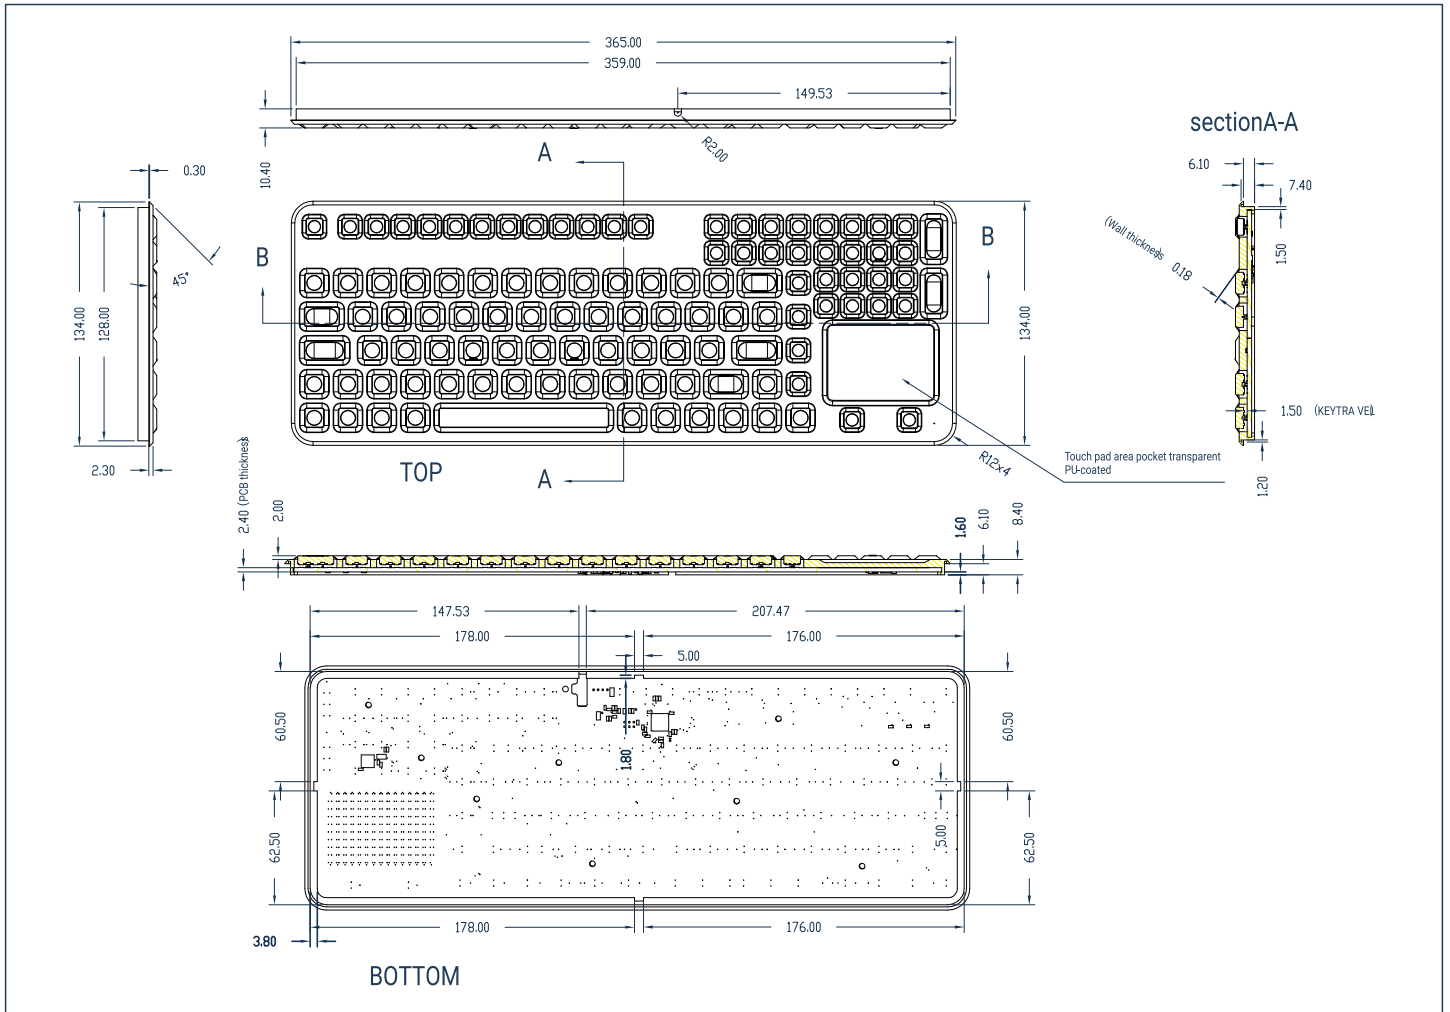 365.00
359.00
149.53
R2.00
10.40
A
sectionA-A
6.10
7.40
1.50
(Wall thickness 0.18
0.30
45°
134.00
128.00
2.30
B
B
134.00
1.50 (KEYTRA VEL
1.20
R12x4
Touch pad area pocket transparent
PU-coated
TOP
A
2.40 (PCB thickness)
2.00
1.60
6.10
8.40
147.53
207.47
178.00
176.00
5.00
60.50
60.50
1.80
62.50
5.00
62.50
178.00
176.00
3.80
BOTTOM